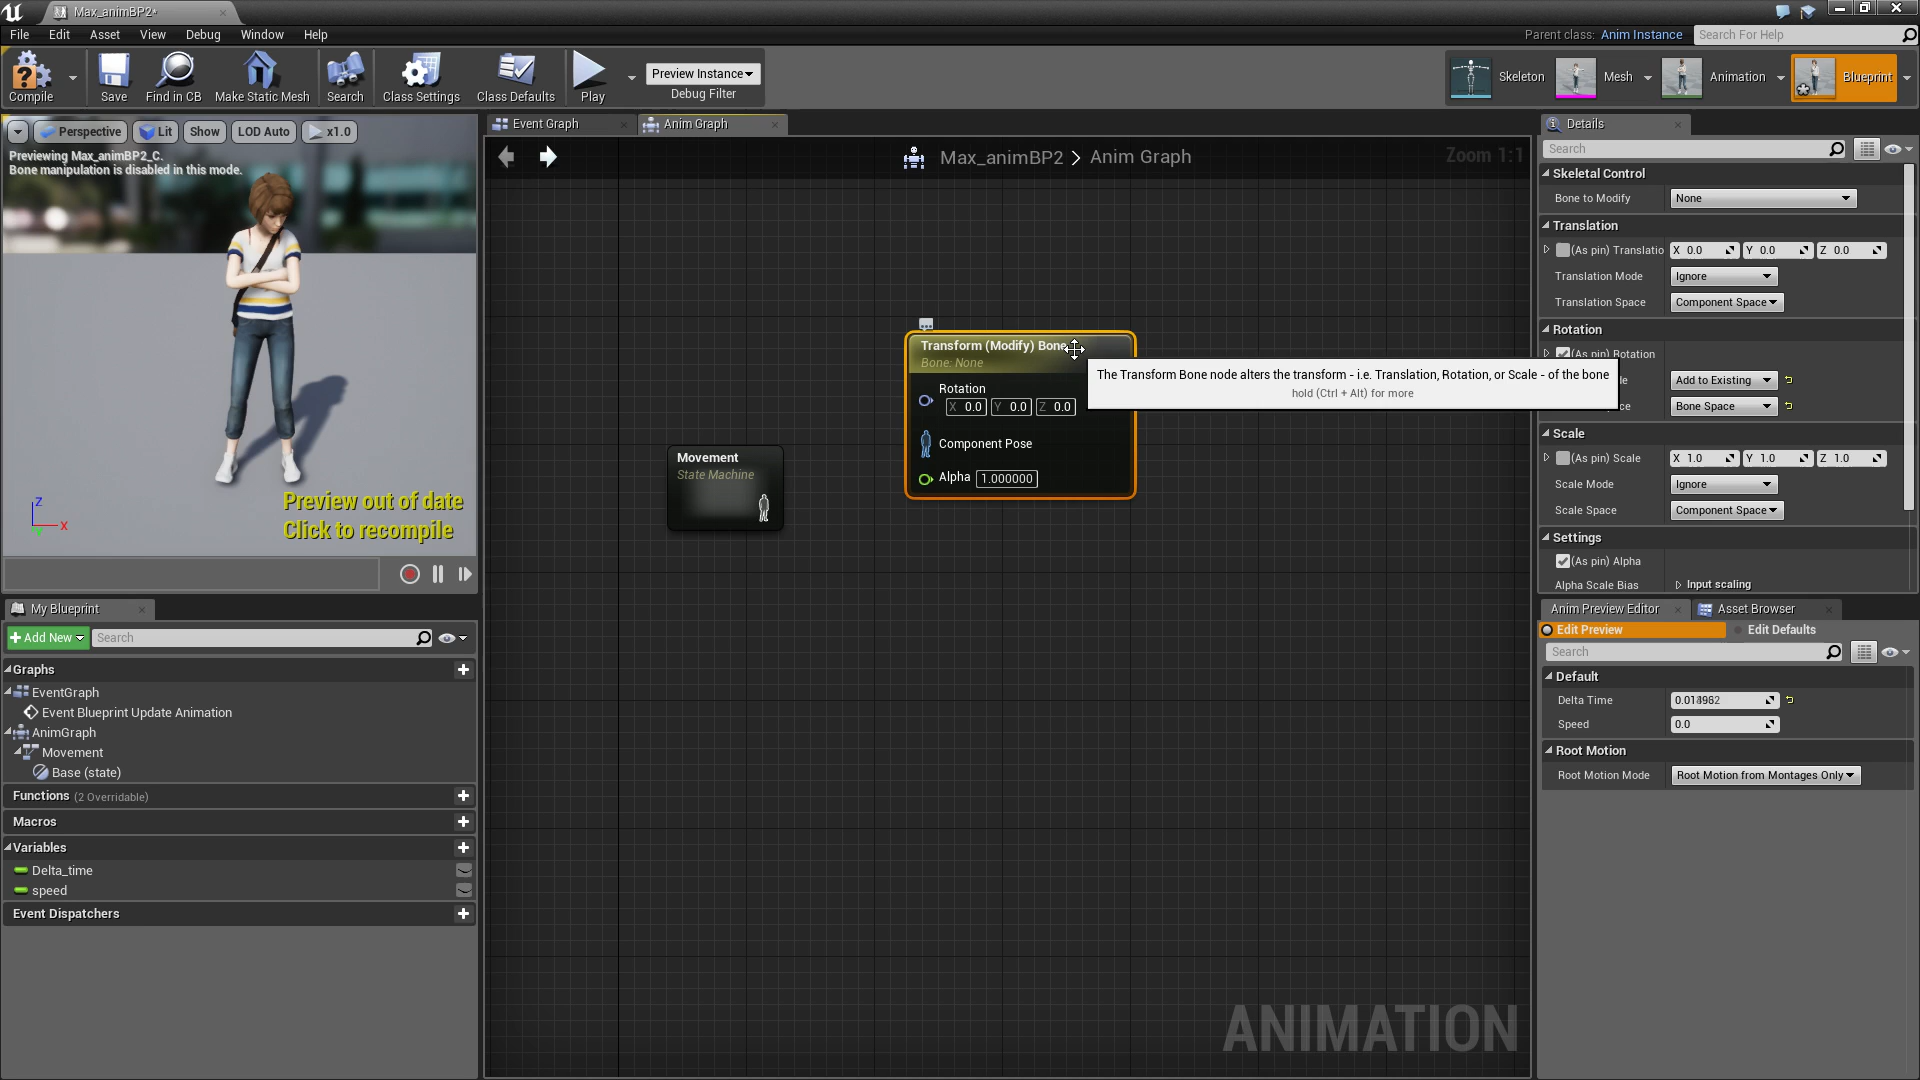 Max_animBP2*
File Edit Asset View Debug Window Help
Parent class: Anim Instance
Search For Help
Compile
Save
Find in CB
Make Static Mesh
Search
Class Settings
Class Defaults
Play
Preview Instance
Debug Filter
Skeleton
Mesh
Animation
Blueprint
Perspective
Lit
Show
LOD Auto
x1.0
Previewing Max_animBP2_C.
Bone manipulation is disabled in this mode.
Z
X
Preview out of date
Click to recompile
My Blueprint
Add New
Search
Graphs
EventGraph
Event Blueprint Update Animation
AnimGraph
Movement
Base (state)
Functions (2 Overridable)
Macros
Variables
Delta_time
speed
Event Dispatchers
Event Graph
Anim Graph
Max_animBP2 > Anim Graph
Zoom 1:1
Transform (Modify) Bone
Bone: None
Rotation
X 0.0 Y 0.0 Z 0.0
Component Pose
Alpha 1.000000
The Transform Bone node alters the transform - i.e. Translation, Rotation, or Scale - of the bone
hold (Ctrl + Alt) for more
Movement
State Machine
ANIMATION
Details
Search
Skeletal Control
Bone to Modify None
Translation
(As pin) Translatio X 0.0 Y 0.0 Z 0.0
Translation Mode Ignore
Translation Space Component Space
Rotation
(As pin) Rotation
Add to Existing
Bone Space
Scale
(As pin) Scale X 1.0 Y 1.0 Z 1.0
Scale Mode Ignore
Scale Space Component Space
Settings
(As pin) Alpha
Alpha Scale Bias Input scaling
Anim Preview Editor
Asset Browser
Edit Preview
Edit Defaults
Search
Default
Delta Time
Speed 0.0
Root Motion
Root Motion Mode Root Motion from Montages Only